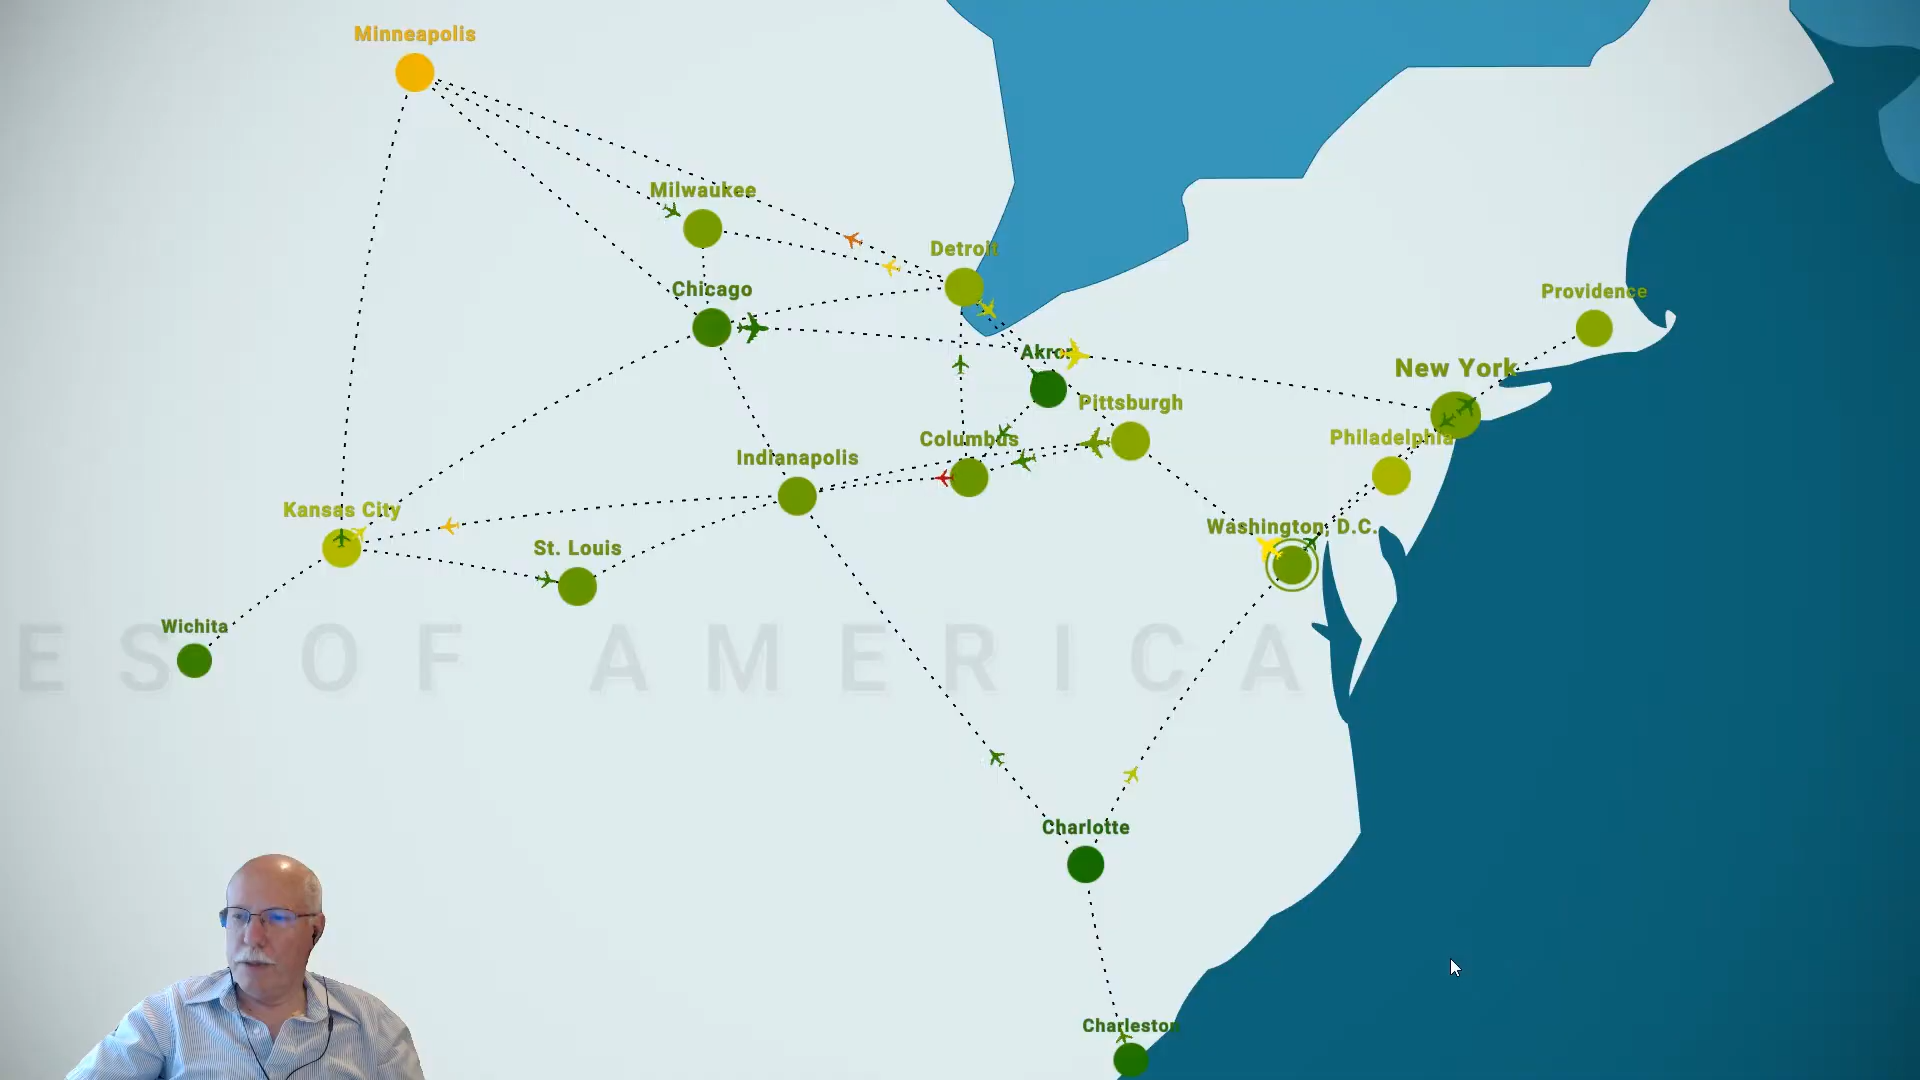 Minneapolis
Milwaukee
Detroit
Chicago
Providence
Akron
New York
Pittsburgh
Columbus
Philadelphia
Indianapolis
Kansas City
Washington, D.C.
St. Louis
Wichita
ES OF AMERICA
Charlotte
Charleston